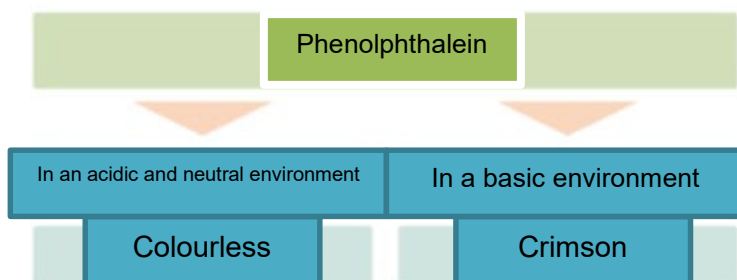 Phenolphthalein
In an acidic and neutral environment
In a basic environment
Colourless
Crimson